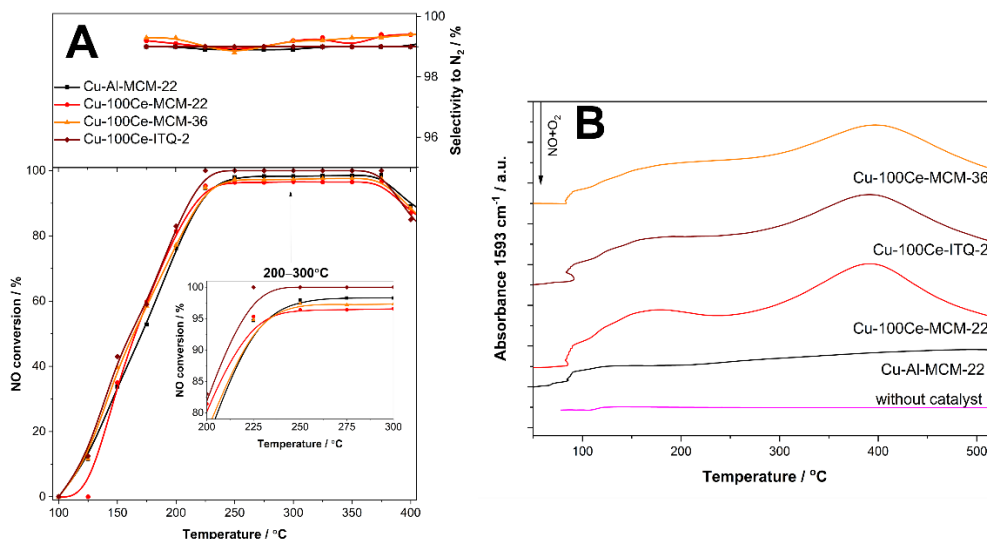 A
100
98
96
Selectivity to N₂ / %
Cu-Al-MCM-22
Cu-100Ce-MCM-22
Cu-100Ce-MCM-36
Cu-100Ce-ITQ-2
100
80
60
40
20
0
NO conversion / %
200–300°C
100
95
90
85
80
NO conversion / %
200 225 250 275 300
Temperature / °C
100 150 200 250 300 350 400
Temperature / °C
B
NO+O₂
Absorbance 1593 cm⁻¹ / a.u.
Cu-100Ce-MCM-36
Cu-100Ce-ITQ-2
Cu-100Ce-MCM-22
Cu-Al-MCM-22
without catalyst
100 200 300 400 500
Temperature / °C